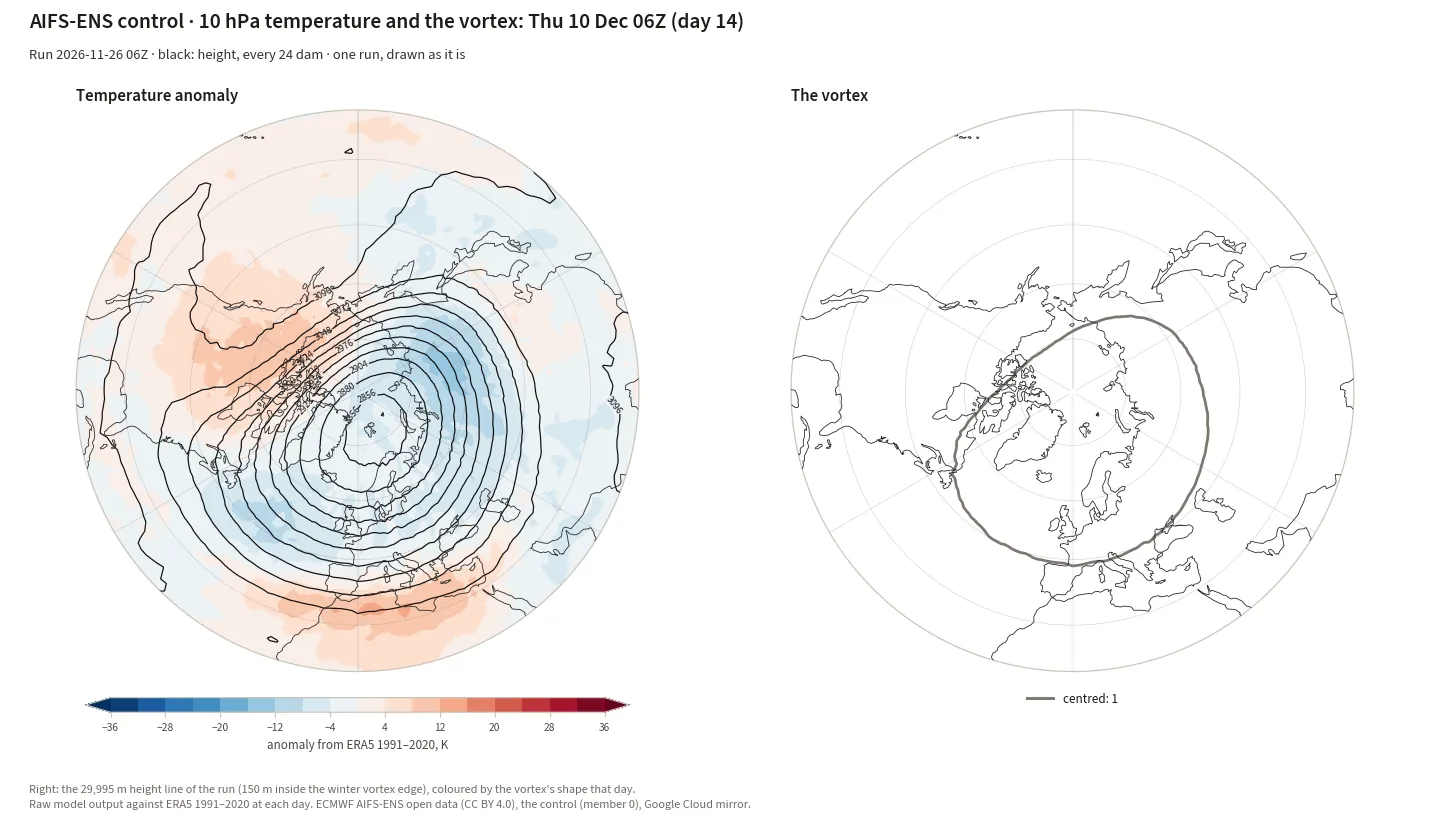 AIFS-ENS control · 10 hPa temperature and the vortex: Thu 10 Dec 06Z (day 14)
Run 2026-11-26 06Z · black: height, every 24 dam · one run, drawn as it is
Temperature anomaly
The vortex
3096
3048
2976
2904
2880
2856
3096
−36 −28 −20 −12 −4 4 12 20 28 36
anomaly from ERA5 1991–2020, K
centred: 1
Right: the 29,995 m height line of the run (150 m inside the winter vortex edge), coloured by the vortex's shape that day.
Raw model output against ERA5 1991–2020 at each day. ECMWF AIFS-ENS open data (CC BY 4.0), the control (member 0), Google Cloud mirror.